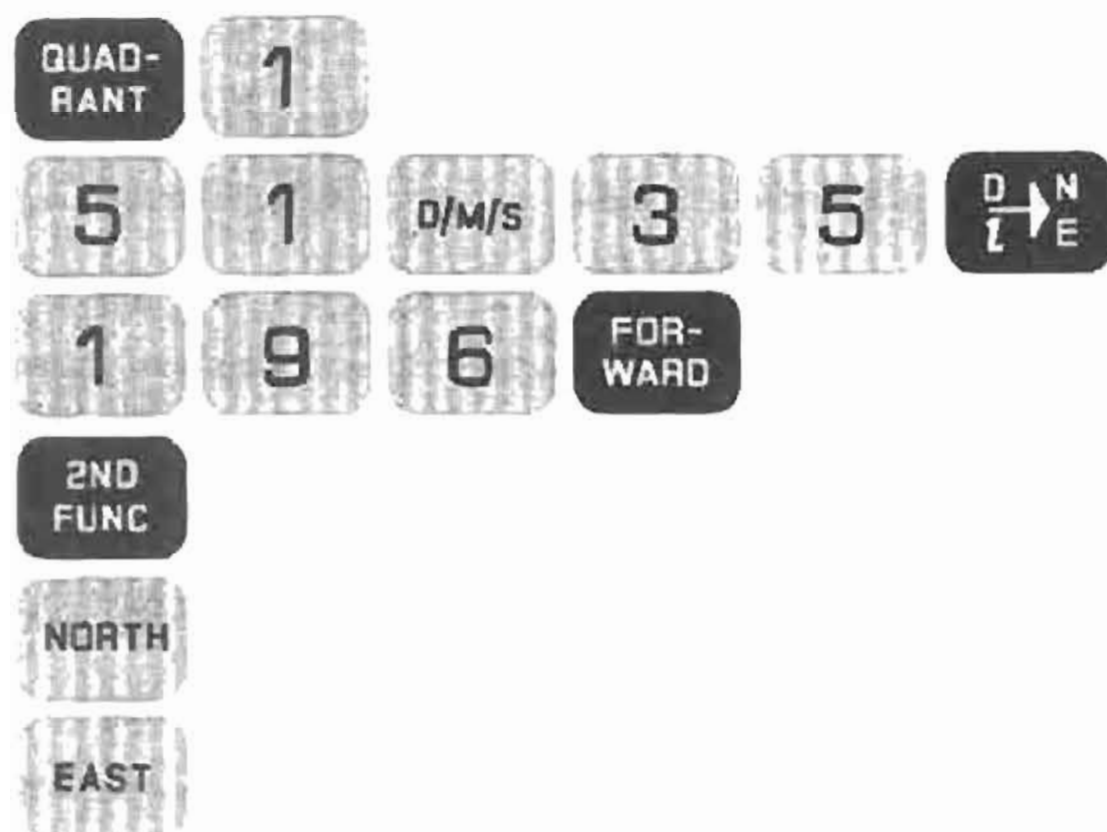 QUAD-
RANT 1
5 1 D/M/S 3 5 D N
l E
1 9 6 FOR-
WARD
2ND
FUNC
NORTH
EAST